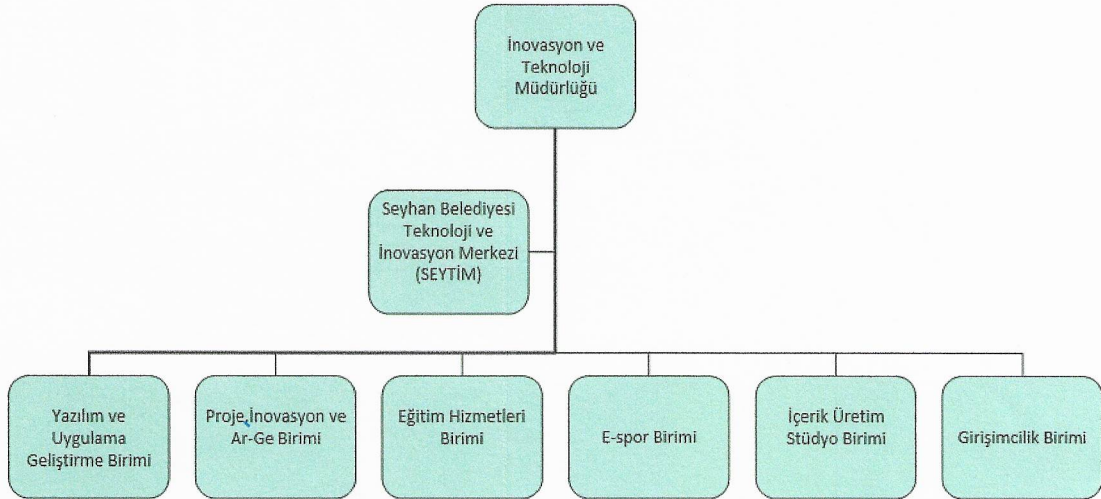 İnovasyon ve
Teknoloji
Müdürlüğü
Seyhan Belediyesi
Teknoloji ve
İnovasyon Merkezi
(SEYTİM)
Yazılım ve
Uygulama
Geliştirme Birimi
Proje,İnovasyon ve
Ar-Ge Birimi
Eğitim Hizmetleri
Birimi
E-spor Birimi
İçerik Üretim
Stüdyo Birimi
Girişimcilik Birimi